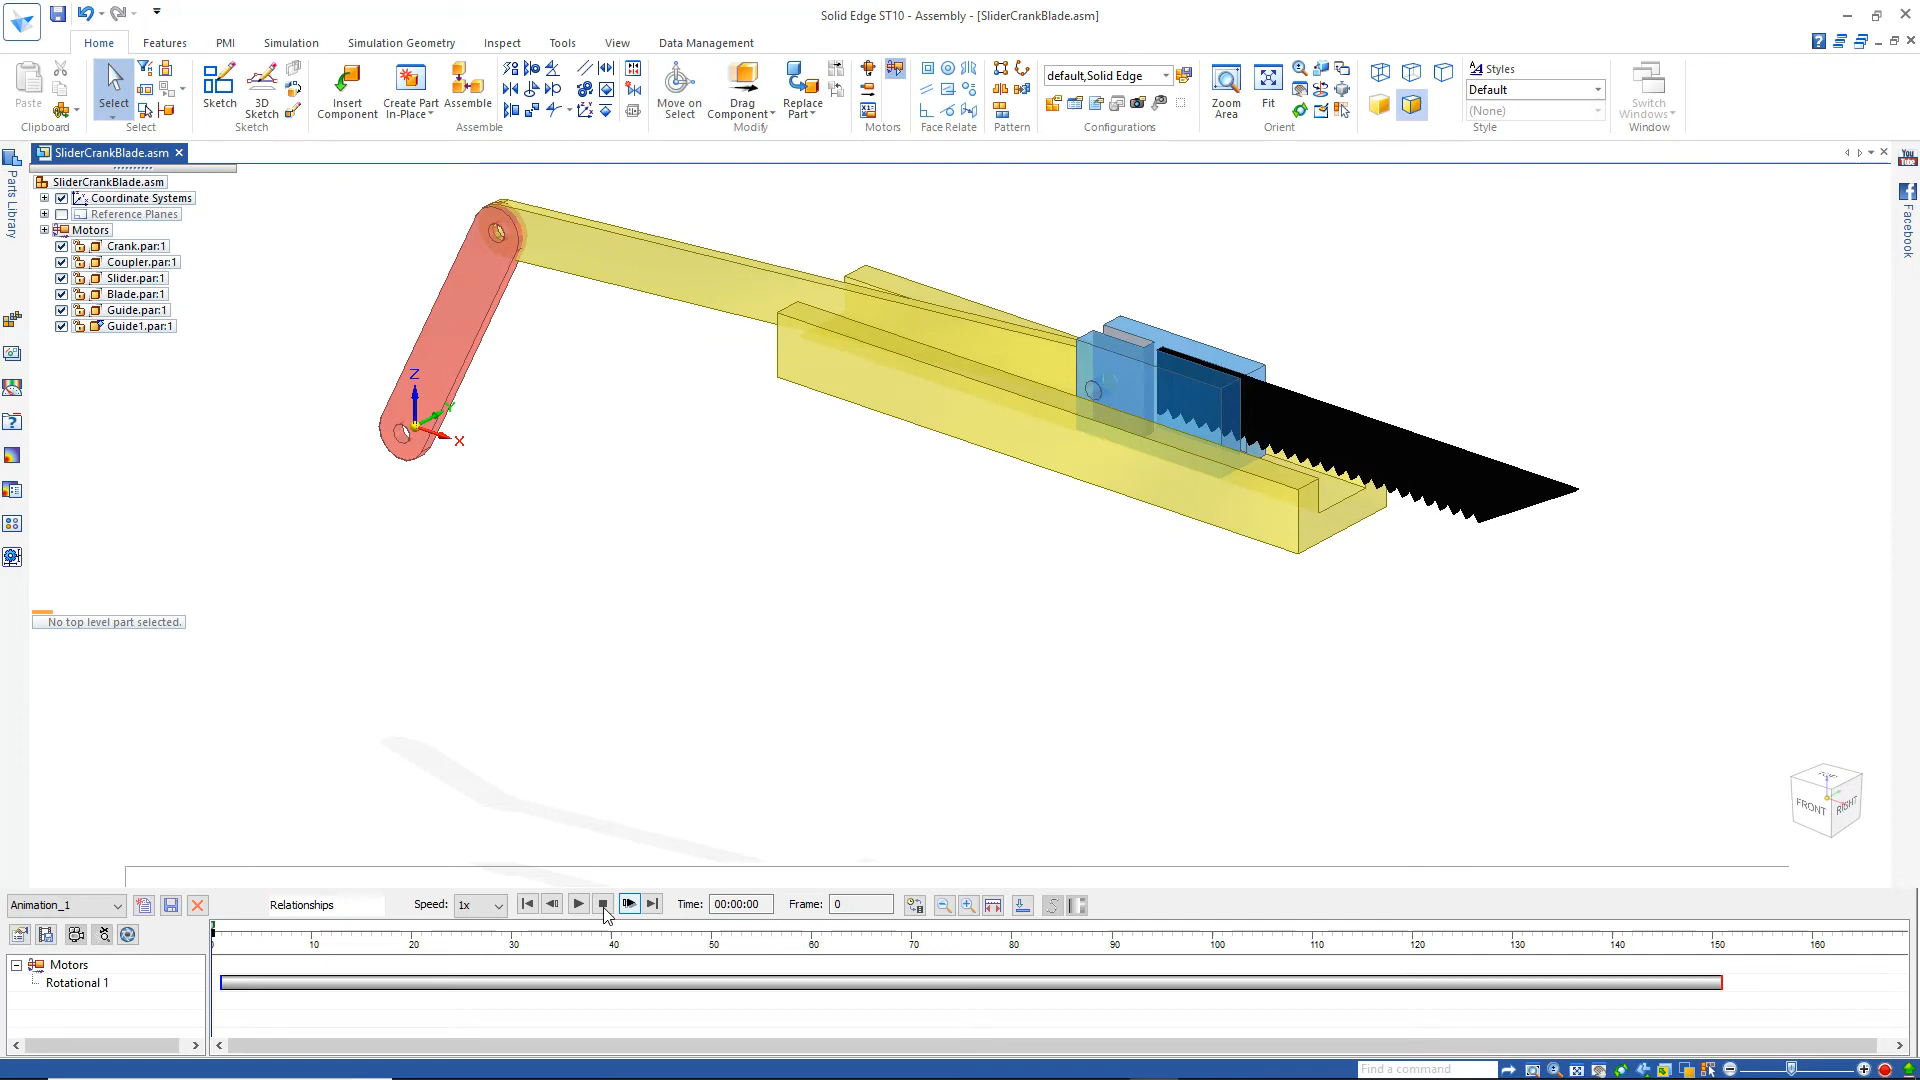 Solid Edge ST10 - Assembly - [SliderCrankBlade.asm]
Home Features PMI Simulation Simulation Geometry Inspect Tools View Data Management
Paste
Clipboard
Select
Select
Sketch
3D Sketch
Sketch
Insert Component
Create Part In-Place
Assemble
Assemble
Move on Select
Drag Component
Replace Part
Modify
Motors
Face Relate
Pattern
default,Solid Edge
Configurations
Zoom Area
Fit
Orient
Styles
Default
(None)
Style
Switch Windows
Window
SliderCrankBlade.asm
Parts Library
SliderCrankBlade.asm
Coordinate Systems
Reference Planes
Motors
Crank.par:1
Coupler.par:1
Slider.par:1
Blade.par:1
Guide.par:1
Guide1.par:1
No top level part selected.
Z
Y
X
You Tube
Facebook
TOP
FRONT
RIGHT
Animation_1 Relationships Speed: 1x Time: 00:00:00 Frame: 0
10 20 30 40 50 60 70 80 90 100 110 120 130 140 150 160
Motors
Rotational 1
Find a command